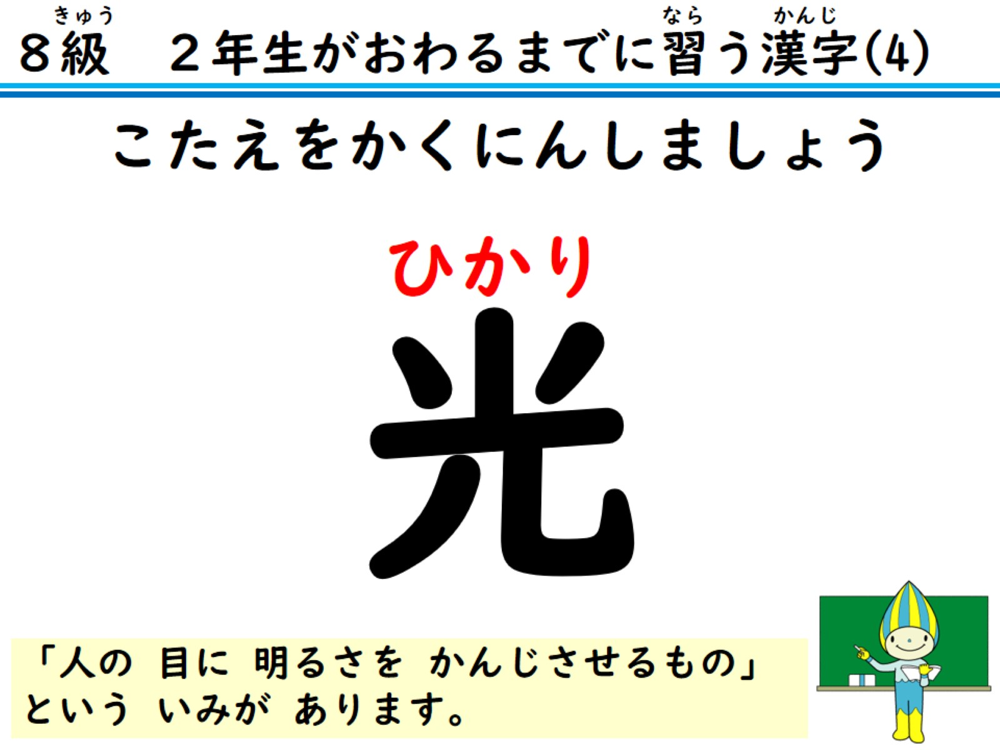 きゅう なら かんじ
8級 2年生がおわるまでに習う漢字(4)
こたえをかくにんしましょう
ひかり
光
「人の 目に 明るさを かんじさせるもの」
という いみが あります。